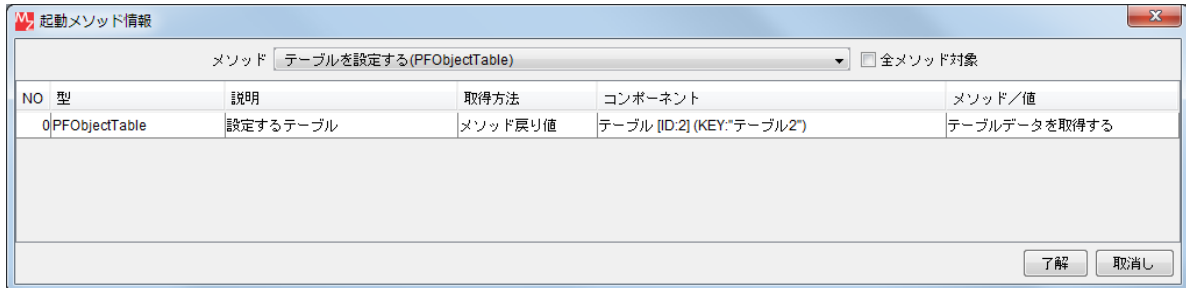 起動メソッド情報
メソッド テーブルを設定する(PFObjectTable) 全メソッド対象
NO 型 説明 取得方法 コンポーネント メソッド／値
0 PFObjectTable 設定するテーブル メソッド戻り値 テーブル [ID:2] (KEY:"テーブル2") テーブルデータを取得する
了解 取消し